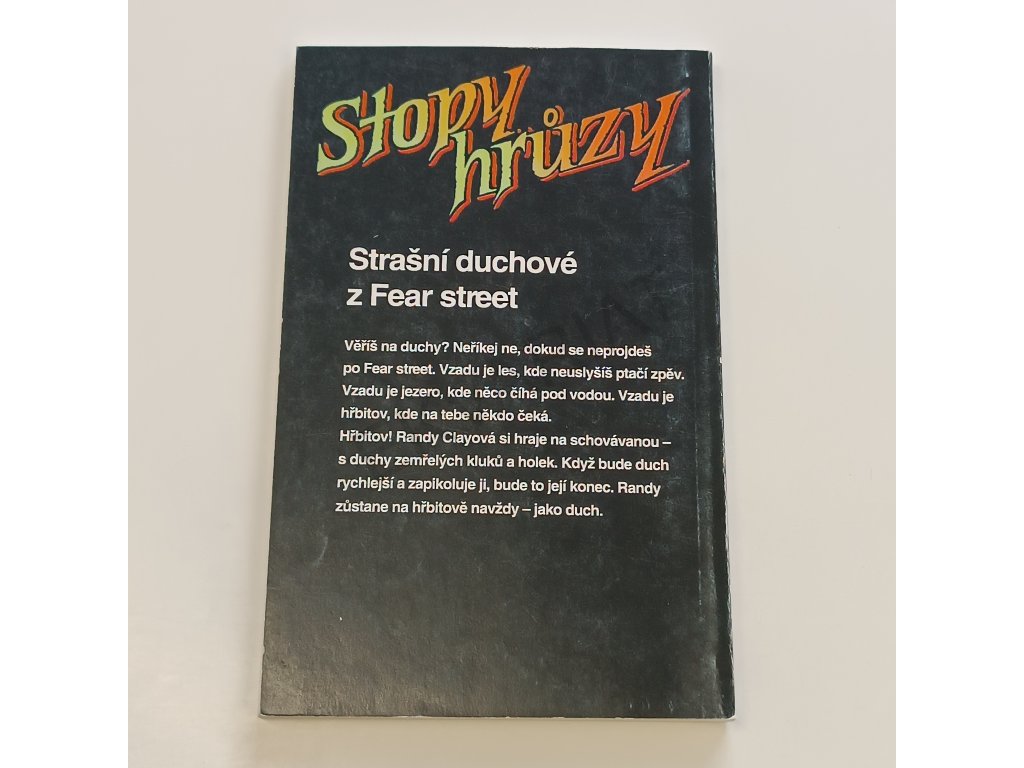 Stopy
hrůzy
Strašní duchové
z Fear street
Věříš na duchy? Neříkej ne, dokud se neprojdeš
po Fear street. Vzadu je les, kde neuslyšíš ptačí zpěv.
Vzadu je jezero, kde něco číhá pod vodou. Vzadu je
hřbitov, kde na tebe někdo čeká.
Hřbitov! Randy Clayová si hraje na schovávanou –
s duchy zemřelých kluků a holek. Když bude duch
rychlejší a zapikoluje ji, bude to její konec. Randy
zůstane na hřbitově navždy – jako duch.